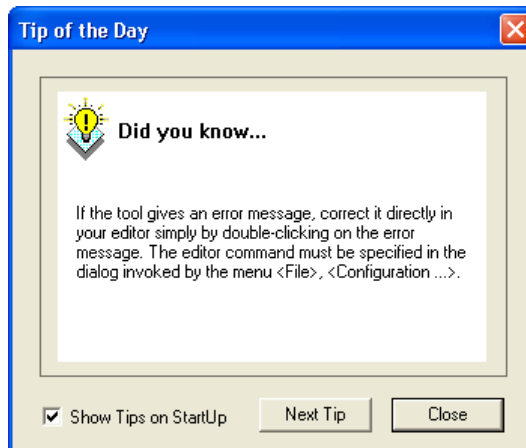 Tip of the Day
Did you know...
If the tool gives an error message, correct it directly in
your editor simply by double-clicking on the error
message. The editor command must be specified in the
dialog invoked by the menu <File>, <Configuration ...>.
Show Tips on StartUp
Next Tip
Close